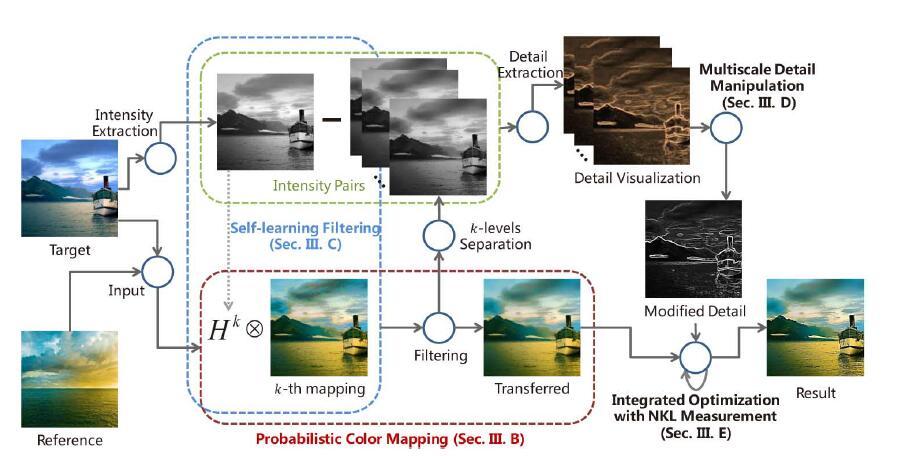 Detail
Extraction
Multiscale Detail
Manipulation
(Sec. III. D)
Intensity
Extraction
Intensity Pairs
Detail Visualization
Target
Self-learning Filtering
(Sec. III. C)
k-levels
Separation
Input
Modified Detail
H^k ⊗
Filtering
k-th mapping
Transferred
Result
Reference
Integrated Optimization
with NKL Measurement
(Sec. III. E)
Probabilistic Color Mapping (Sec. III. B)